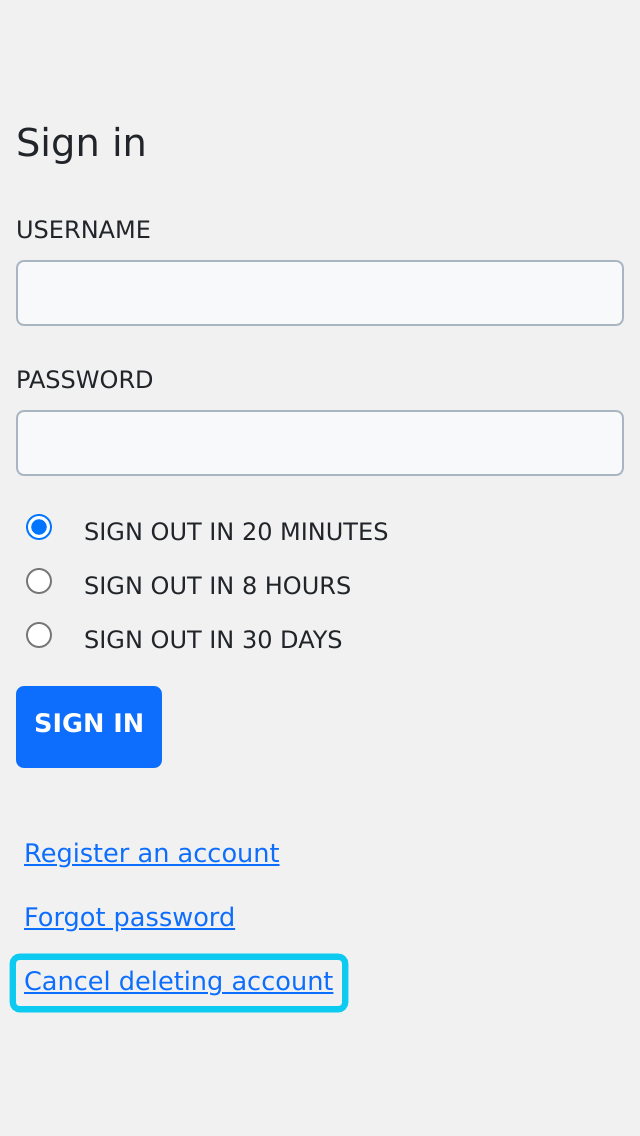 Sign in
USERNAME
PASSWORD
SIGN OUT IN 20 MINUTES
SIGN OUT IN 8 HOURS
SIGN OUT IN 30 DAYS
SIGN IN
Register an account
Forgot password
Cancel deleting account